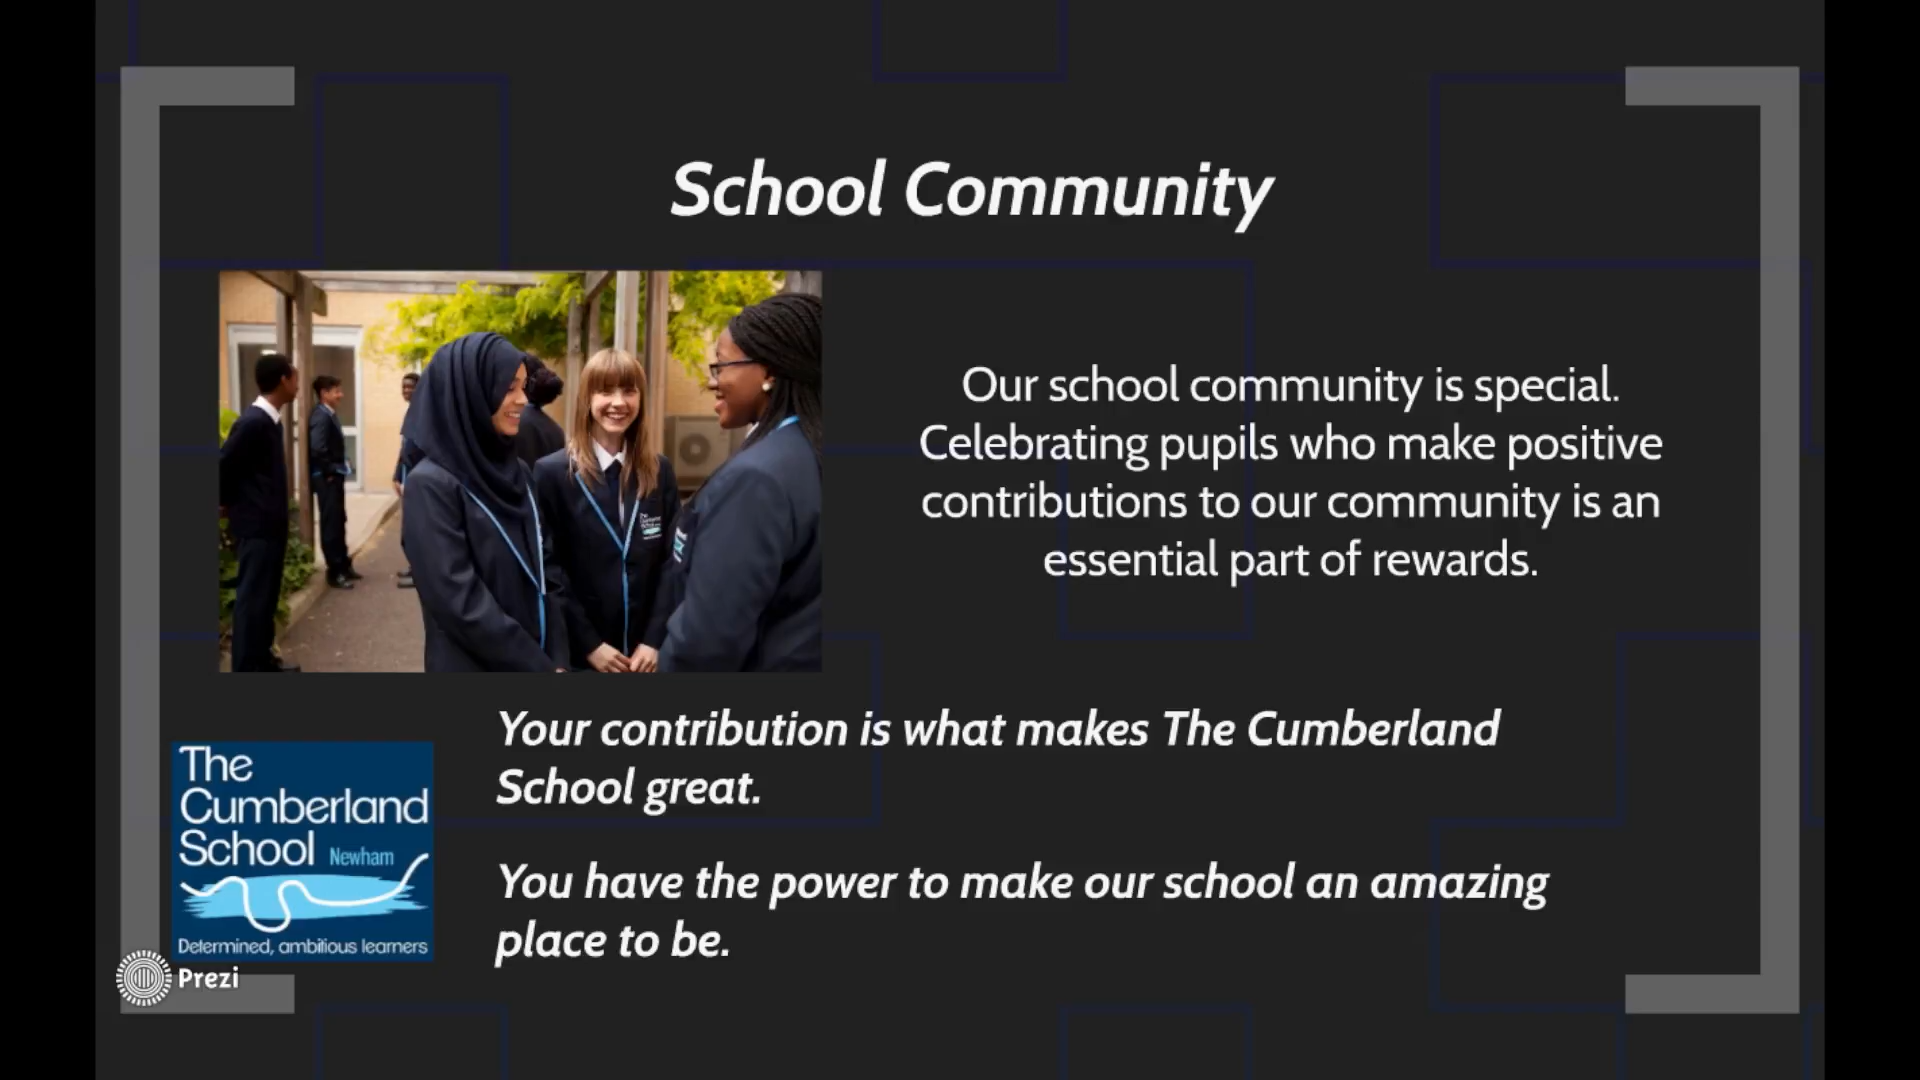 School Community
Our school community is special.
Celebrating pupils who make positive
contributions to our community is an
essential part of rewards.
Your contribution is what makes The Cumberland
School great.
You have the power to make our school an amazing
place to be.
The
Cumberland
School Newham
Determined, ambitious learners
Prezi